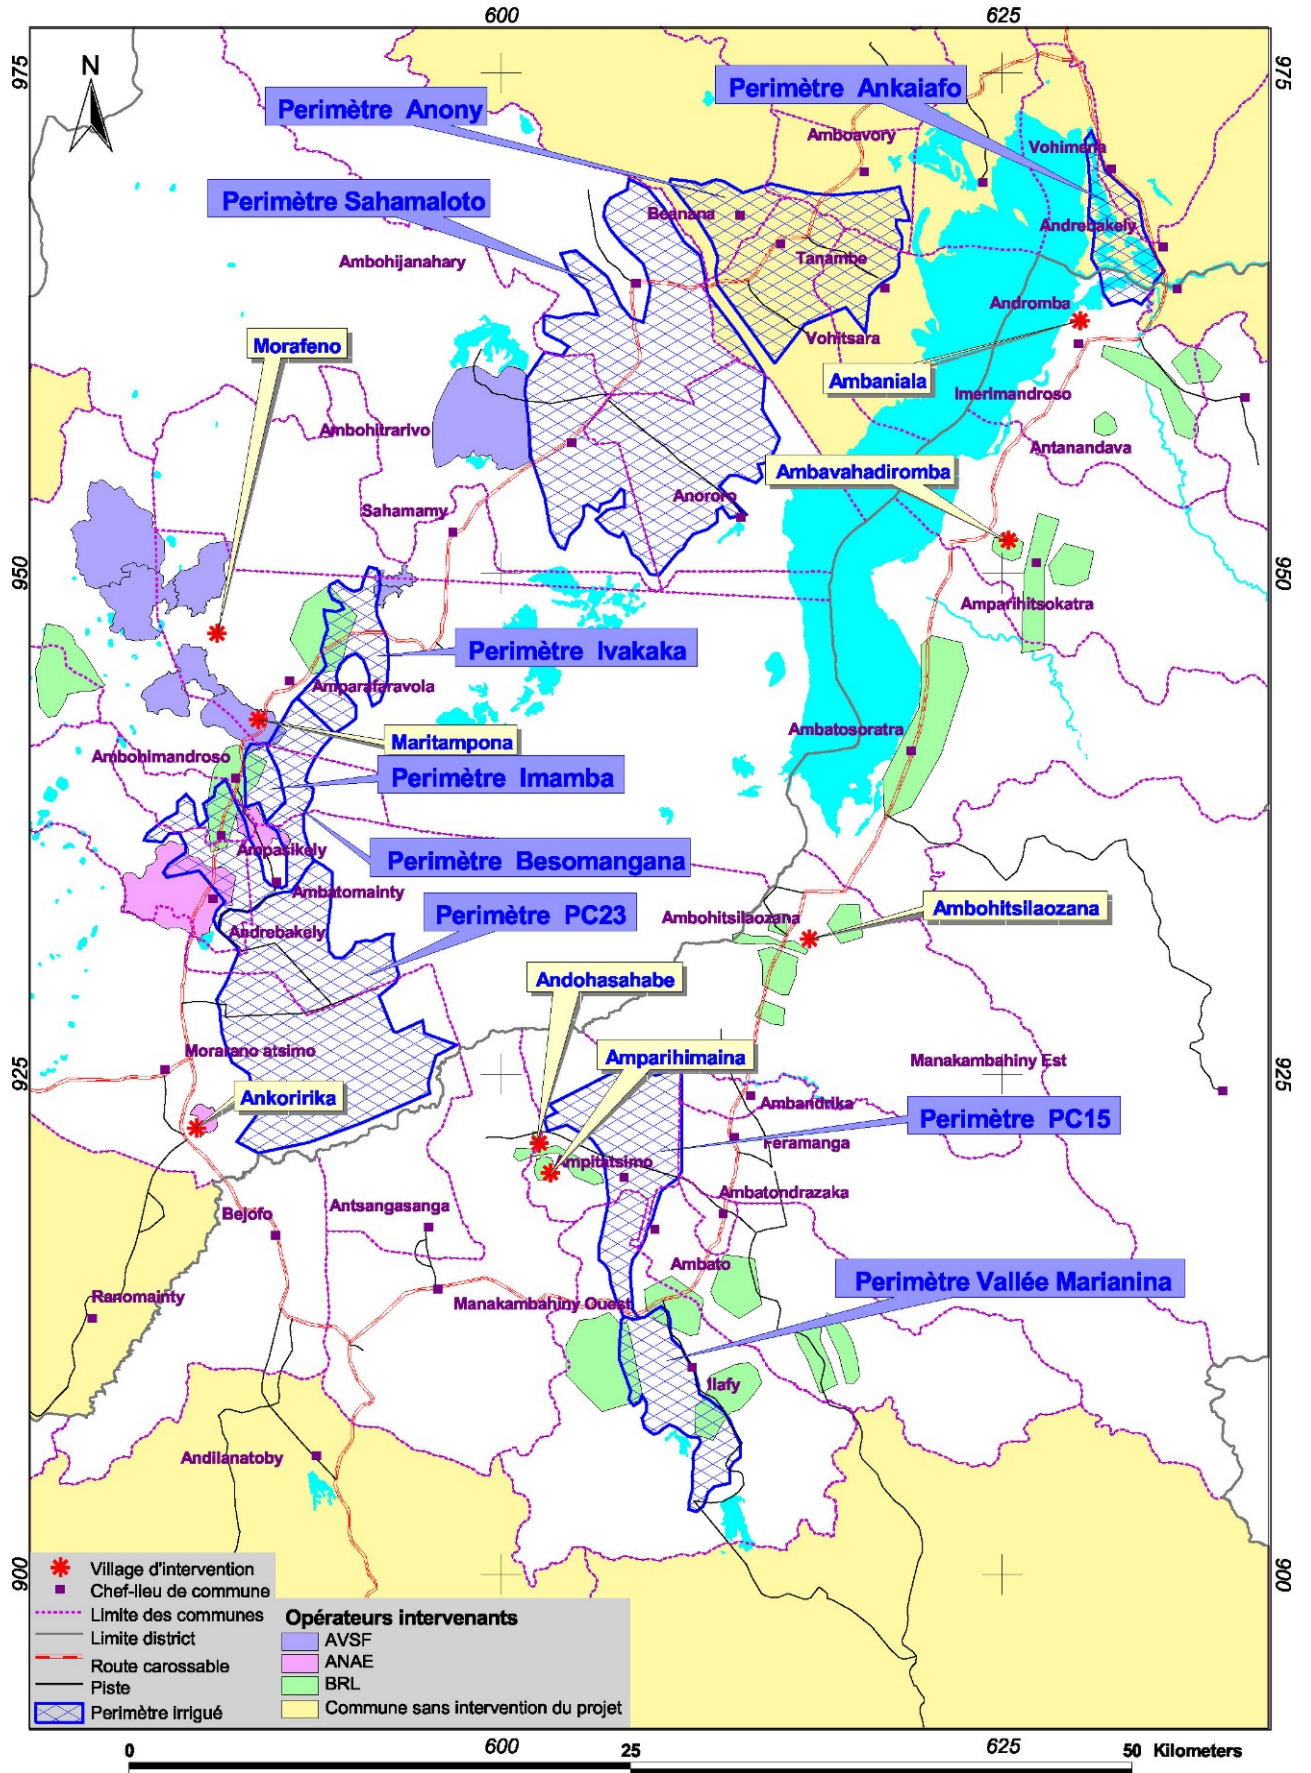 600
625
975
975
N
Perimètre Ankaiafo
Perimètre Anony
Amboavory
Vohimena
Perimètre Sahamaloto
Beanana
Andrebakely
Ambohijanahary
Tanambe
Andromba
Vohitsara
Morafeno
Ambaniala
Imerimandroso
Ambohitrarivo
Antanandava
Ambavahadiromba
Anororo
Sahamamy
950
950
Amparihitsokatra
Perimètre Ivakaka
Amparafaravola
Ambatosoratra
Maritampona
Ambohimandroso
Perimètre Imamba
Ampasikely
Perimètre Besomangana
Ambatomainty
Ambohitsilaozana
Perimètre PC23
Ambohitsilaozana
Andrebakely
Andohasahabe
Morarano atsimo
Amparihimaina
Manakambahiny Est
925
925
Ankoririka
Ambandrika
Perimètre PC15
Feramanga
Ampitatsimo
Ambatondrazaka
Antsangasanga
Bejofo
Ambato
Perimètre Vallée Marianina
Ranomainty
Manakambahiny Ouest
Ilafy
Andilanatoby
900
900
Village d'intervention
Chef-lieu de commune
Limite des communes
Limite district
Route carossable
Piste
Perimètre irrigué
Opérateurs intervenants
AVSF
ANAE
BRL
Commune sans intervention du projet
600
625
0
25
50 Kilometers